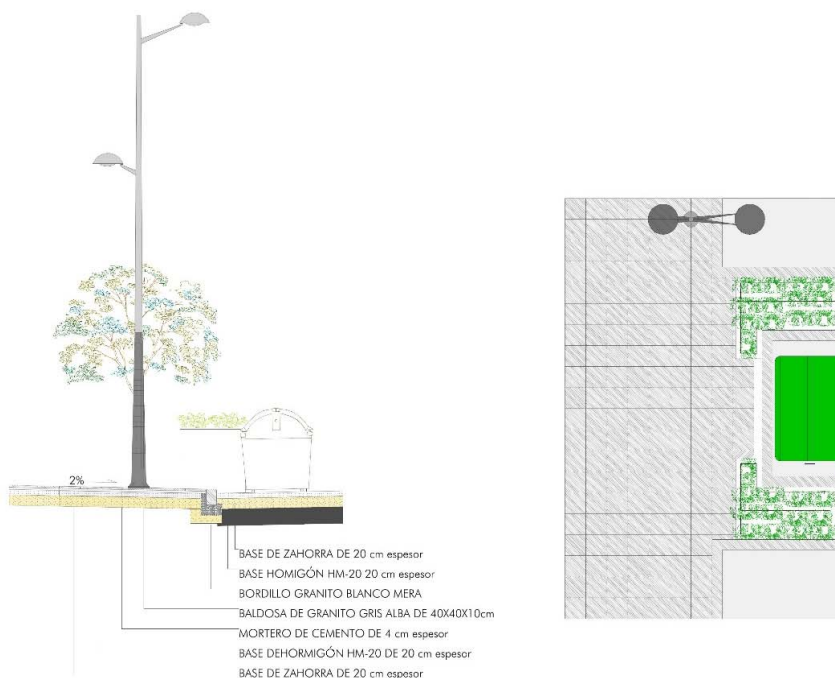 2%
BASE DE ZAHORRA DE 20 cm espesor
BASE HOMIGÓN HM-20 20 cm espesor
BORDILLO GRANITO BLANCO MERA
BALDOSA DE GRANITO GRIS ALBA DE 40X40X10cm
MORTERO DE CEMENTO DE 4 cm espesor
BASE DEHORMIGÓN HM-20 DE 20 cm espesor
BASE DE ZAHORRA DE 20 cm espesor